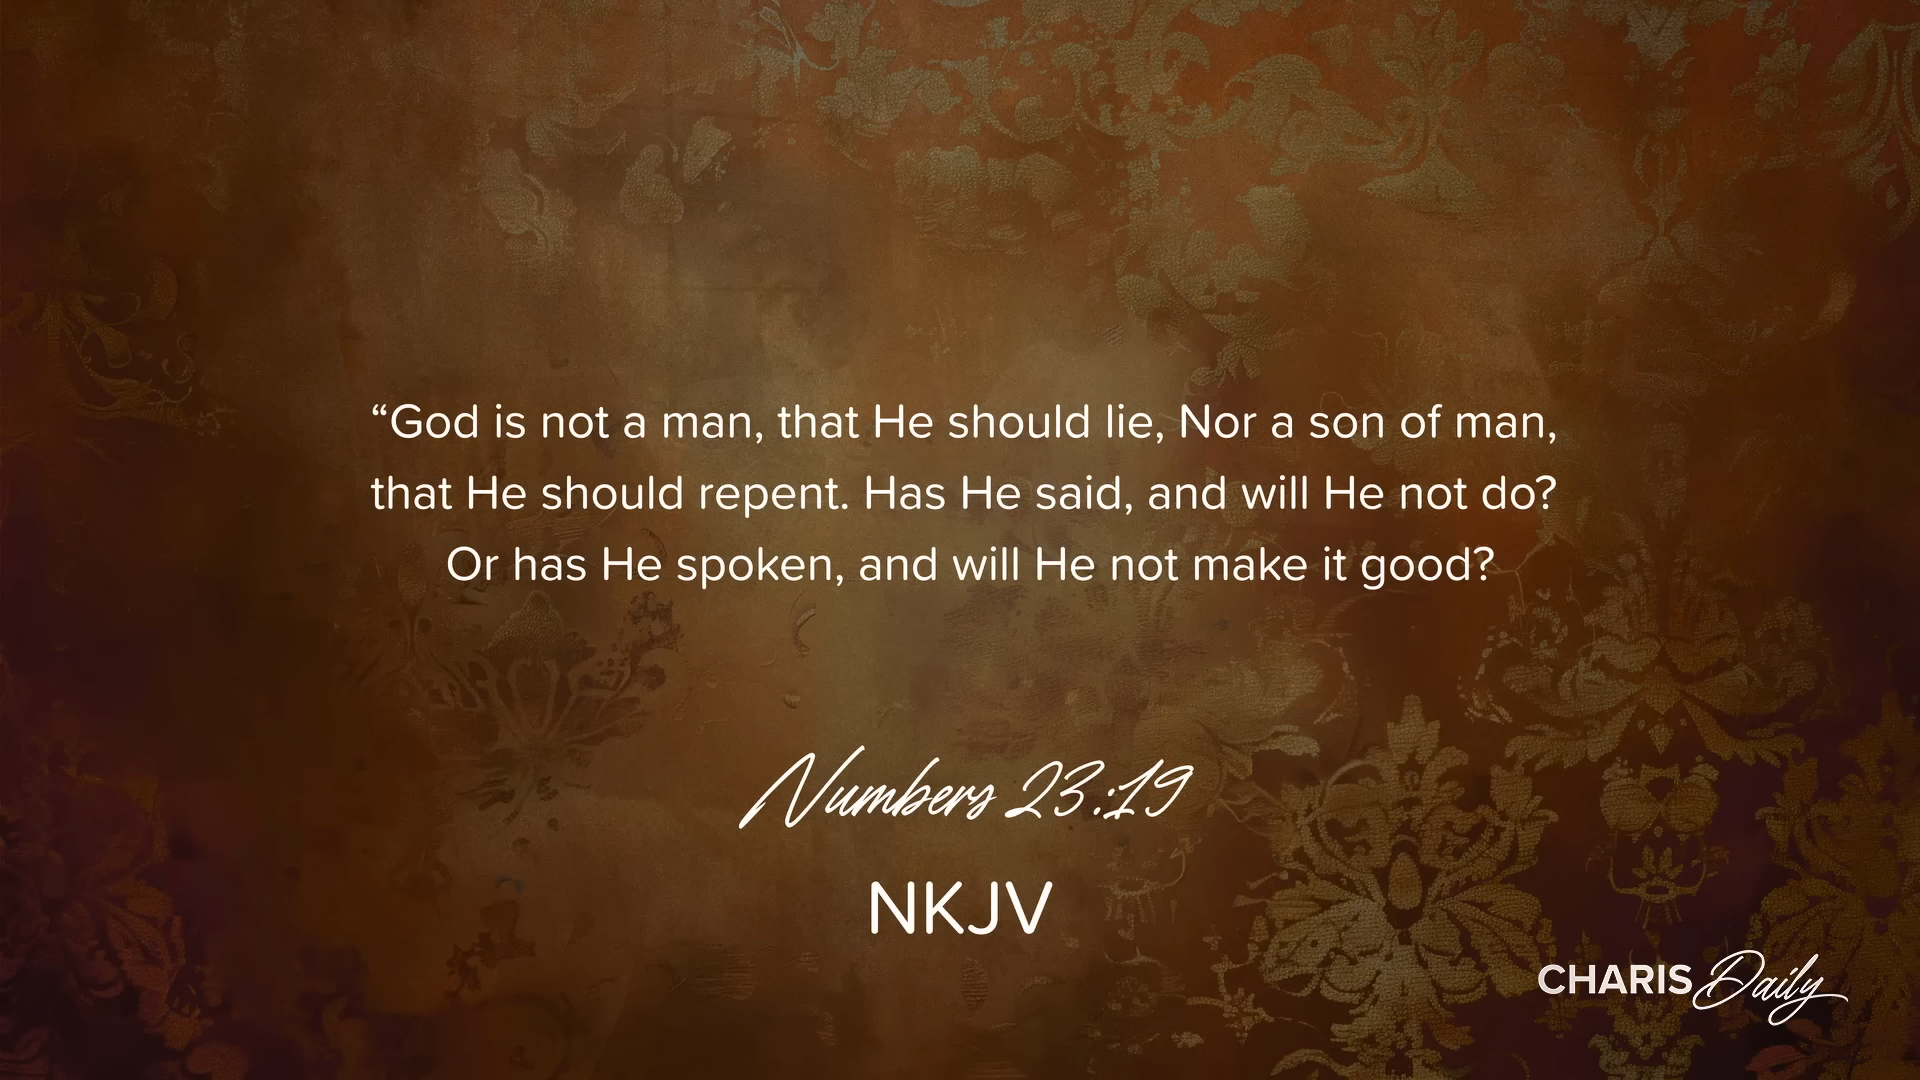 “God is not a man, that He should lie, Nor a son of man,
that He should repent. Has He said, and will He not do?
Or has He spoken, and will He not make it good?
Numbers 23:19
NKJV
CHARIS Daily